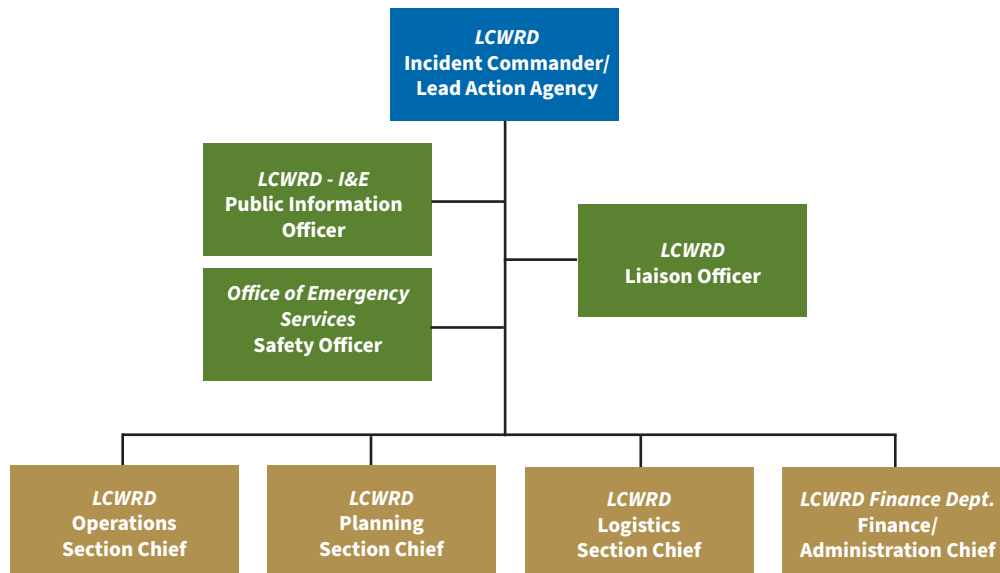 LCWRD
Incident Commander/
Lead Action Agency
LCWRD - I&E
Public Information
Officer
LCWRD
Liaison Officer
Office of Emergency
Services
Safety Officer
LCWRD
Operations
Section Chief
LCWRD
Planning
Section Chief
LCWRD
Logistics
Section Chief
LCWRD Finance Dept.
Finance/
Administration Chief